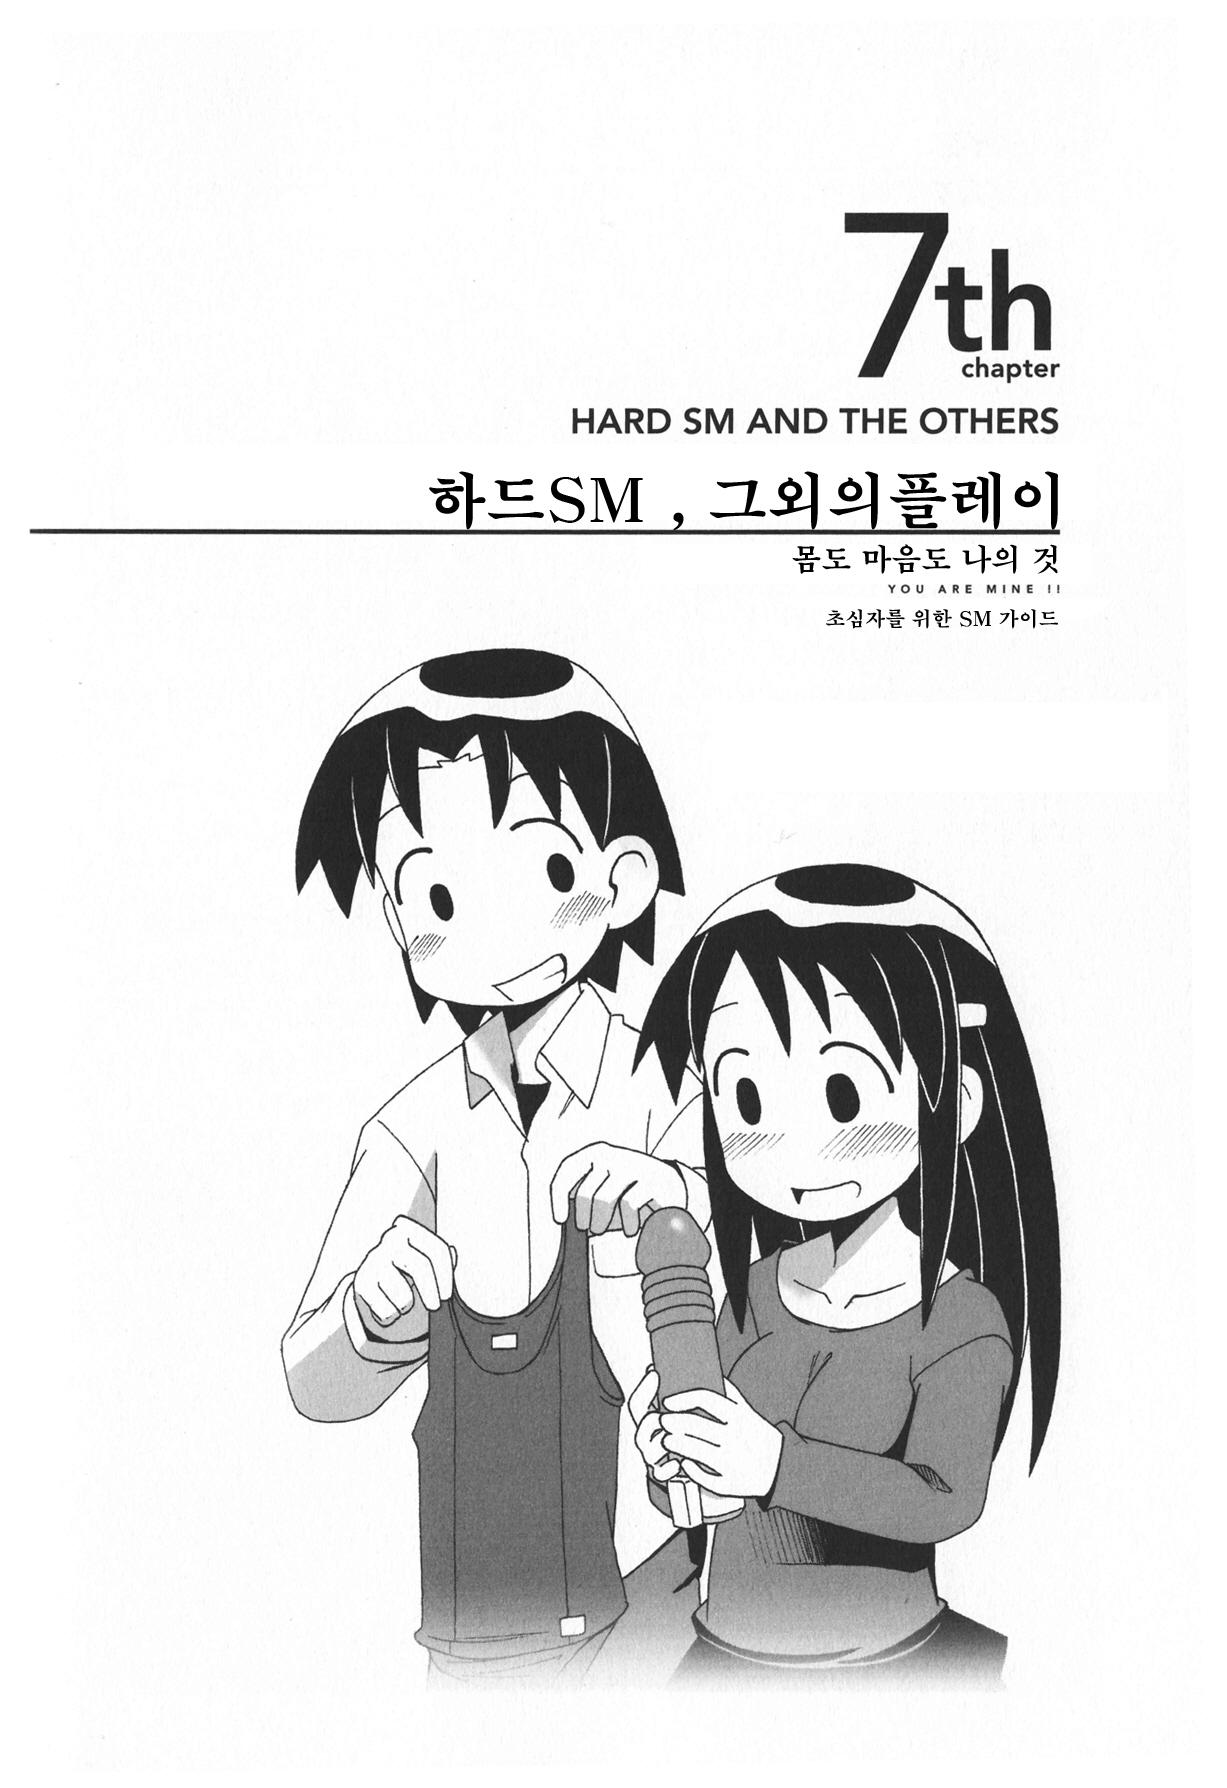 7th
chapter
HARD SM AND THE OTHERS
하드SM , 그외의플레이
몸도 마음도 나의 것
YOU ARE MINE !!
초심자를 위한 SM 가이드